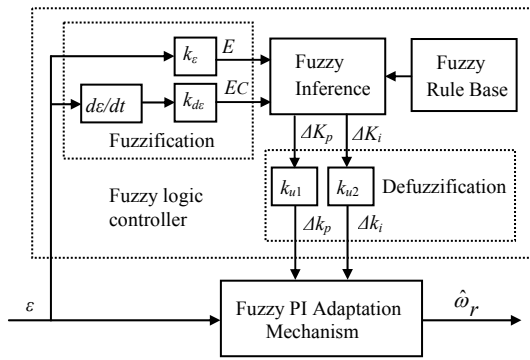 k_ε
E
Fuzzy
Inference
Fuzzy
Rule Base
dε/dt
k_dε
EC
Fuzzification
ΔK_p
ΔK_i
k_u1
k_u2
Defuzzification
Fuzzy logic
controller
Δk_p
Δk_i
ε
Fuzzy PI Adaptation
Mechanism
ω̂_r